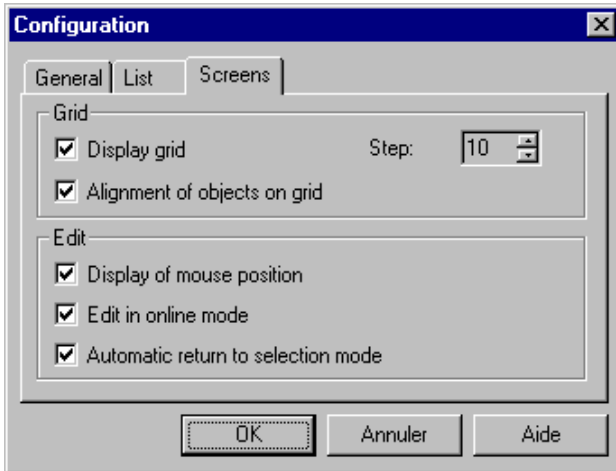 Configuration
General List Screens
Grid
Display grid Step: 10
Alignment of objects on grid
Edit
Display of mouse position
Edit in online mode
Automatic return to selection mode
OK Annuler Aide